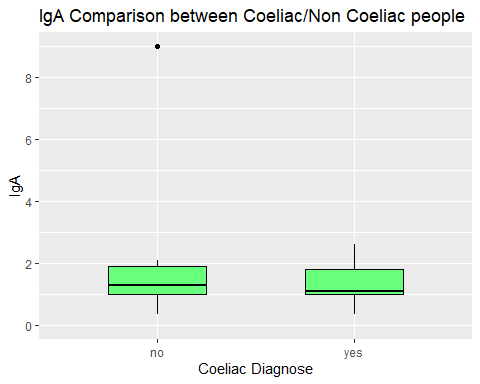 IgA Comparison between Coeliac/Non Coeliac people
IgA
8
6
4
2
0
no yes
Coeliac Diagnose